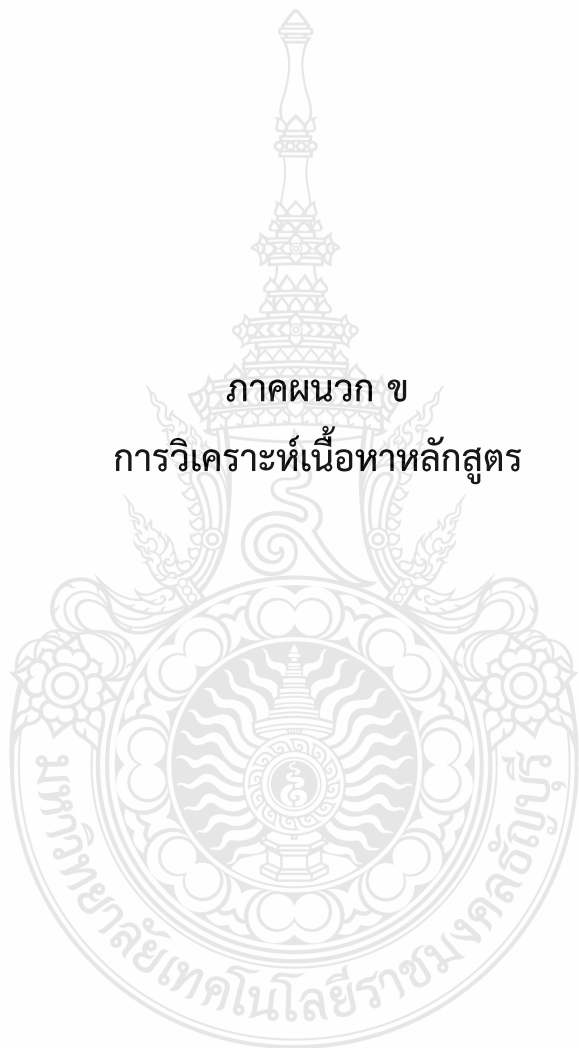 ภาคผนวก ข
การวิเคราะห์เนื้อหาหลักสูตร
มหาวิทยาลัยเทคโนโลยีราชมงคลธัญบุรี